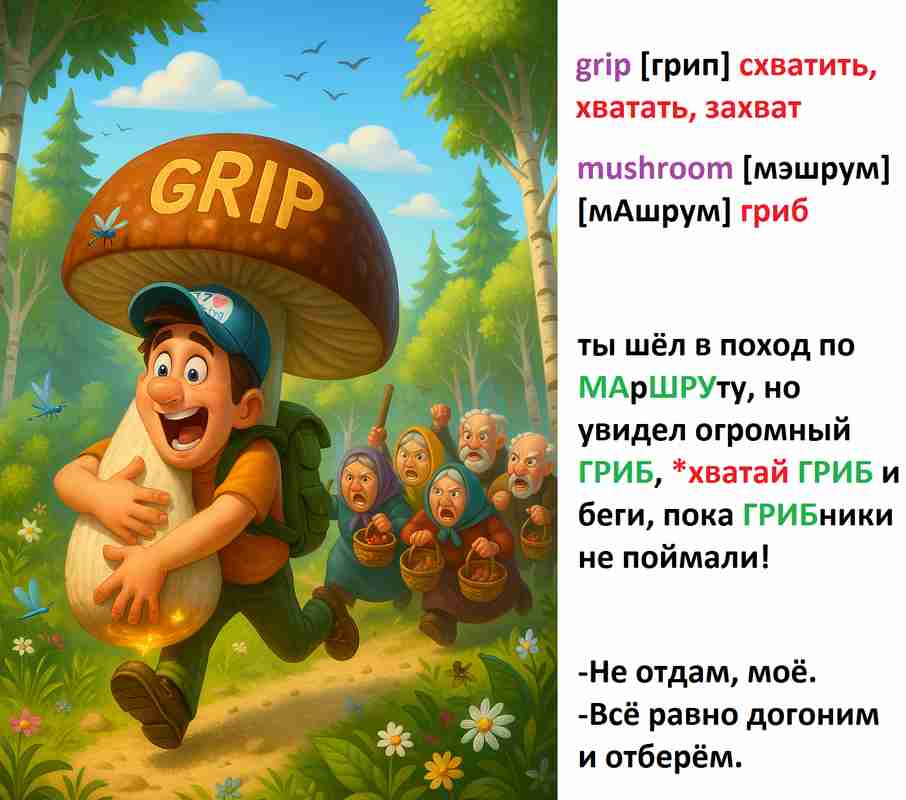 GRIP
grip [грип] схватить,
хватать, захват
mushroom [мэшрум]
[мАшрум] гриб
ты шёл в поход по
МАрШРУту, но
увидел огромный
ГРИБ, *хватай ГРИБ и
беги, пока ГРИБники
не поймали!
-Не отдам, моё.
-Всё равно догоним
и отберём.